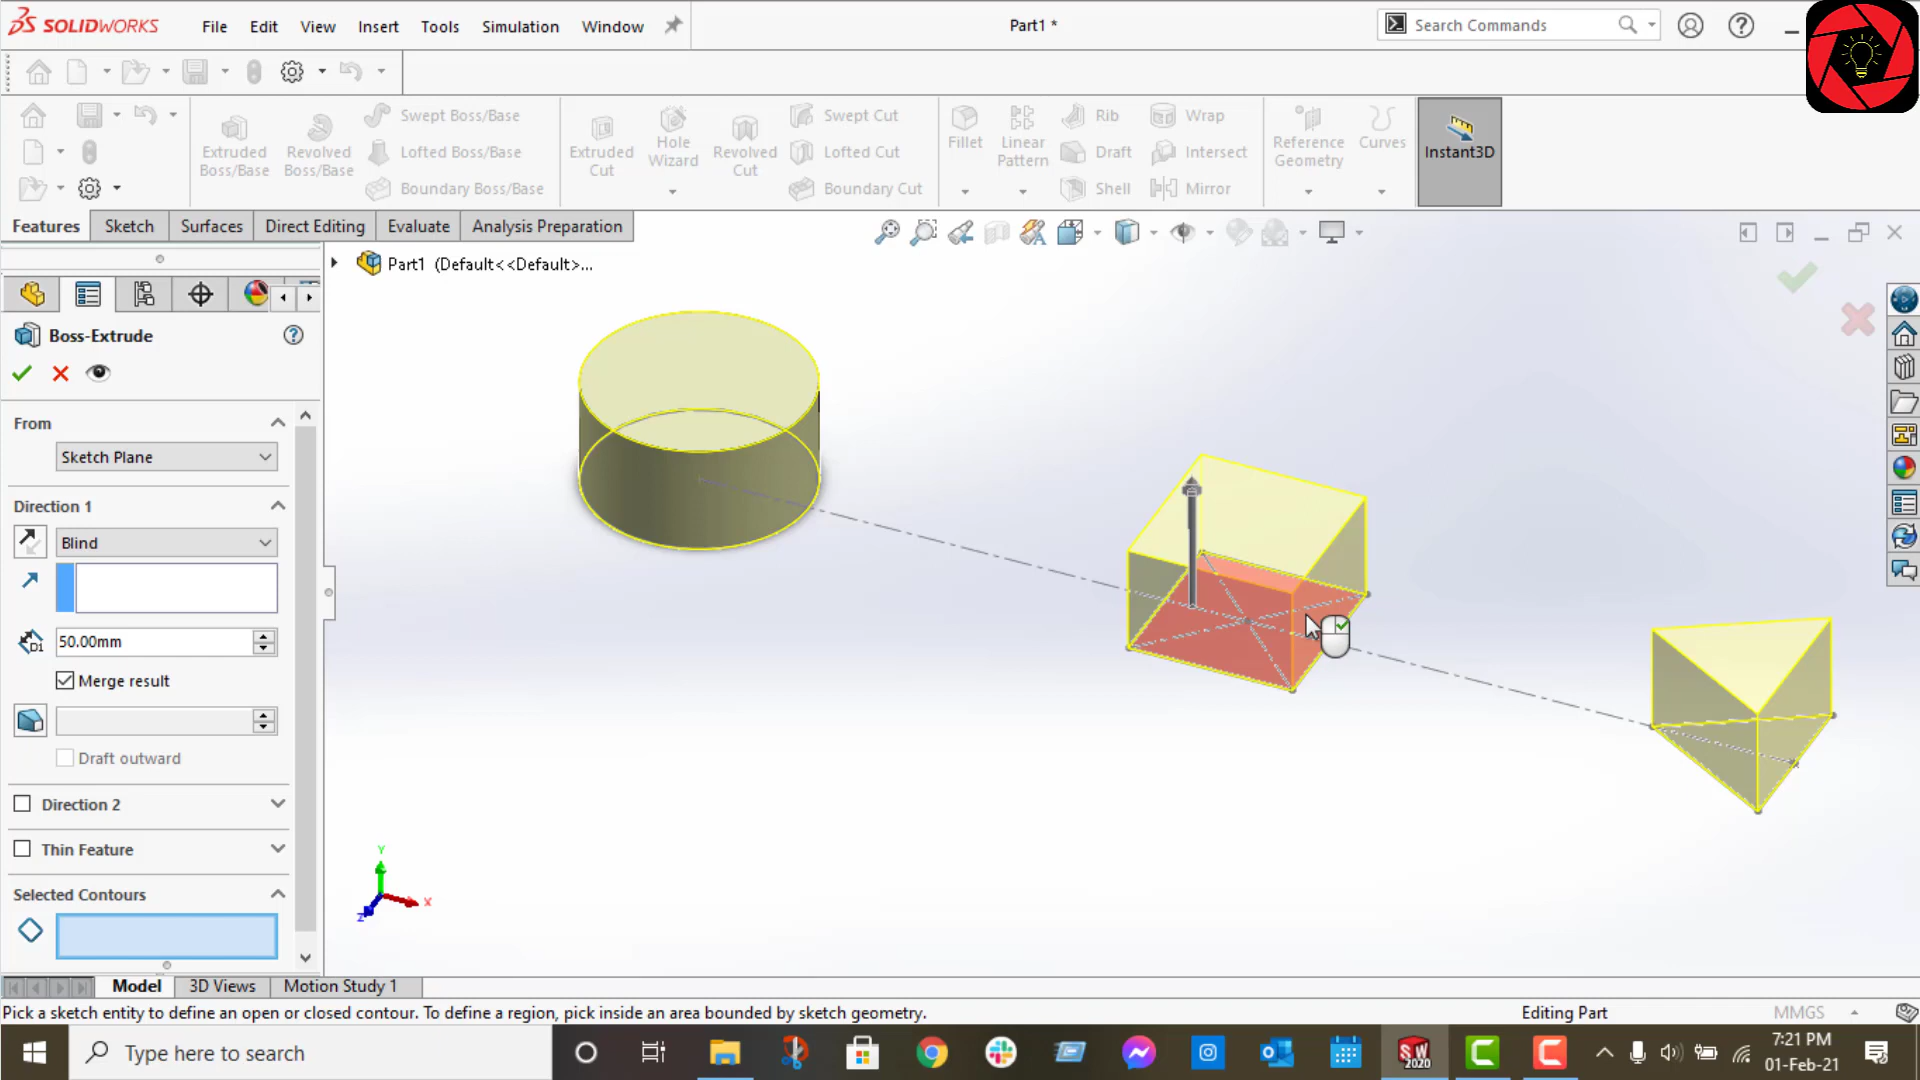 SOLIDWORKS File Edit View Insert Tools Simulation Window Part1 * Search Commands
Extruded Boss/Base
Revolved Boss/Base
Swept Boss/Base
Lofted Boss/Base
Boundary Boss/Base
Extruded Cut
Hole Wizard
Revolved Cut
Swept Cut
Lofted Cut
Boundary Cut
Fillet
Linear Pattern
Rib
Draft
Shell
Wrap
Intersect
Mirror
Reference Geometry
Curves
Instant3D
Features Sketch Surfaces Direct Editing Evaluate Analysis Preparation
Part1 (Default<<Default>...
Boss-Extrude
From
Sketch Plane
Direction 1
Blind
D1 50.00mm
Merge result
Draft outward
Direction 2
Thin Feature
Selected Contours
Y
X
Z
Model 3D Views Motion Study 1
Pick a sketch entity to define an open or closed contour. To define a region, pick inside an area bounded by sketch geometry. Editing Part MMGS
Type here to search
SW 2020
7:21 PM
01-Feb-21